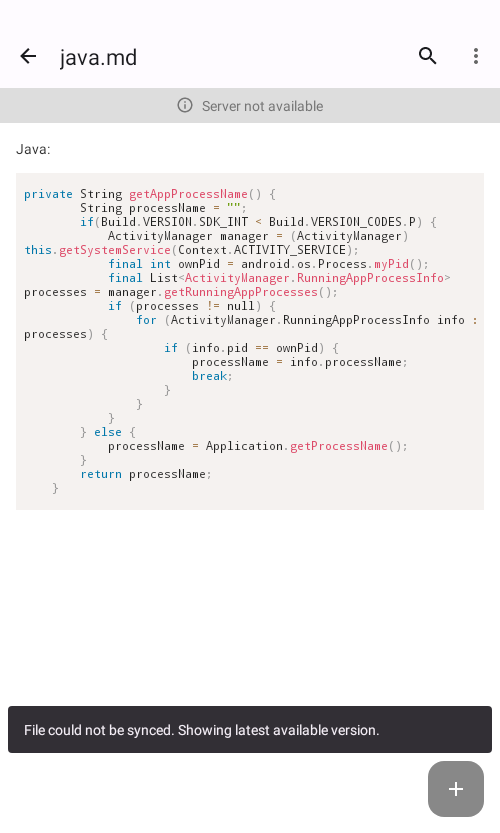 java.md
Server not available
Java:
private String getAppProcessName() {
        String processName = "";
        if(Build.VERSION.SDK_INT < Build.VERSION_CODES.P) {
            ActivityManager manager = (ActivityManager)
this.getSystemService(Context.ACTIVITY_SERVICE);
            final int ownPid = android.os.Process.myPid();
            final List<ActivityManager.RunningAppProcessInfo>
processes = manager.getRunningAppProcesses();
            if (processes != null) {
                for (ActivityManager.RunningAppProcessInfo info :
processes) {
                    if (info.pid == ownPid) {
                        processName = info.processName;
                        break;
                    }
                }
            }
        } else {
            processName = Application.getProcessName();
        }
        return processName;
    }
File could not be synced. Showing latest available version.